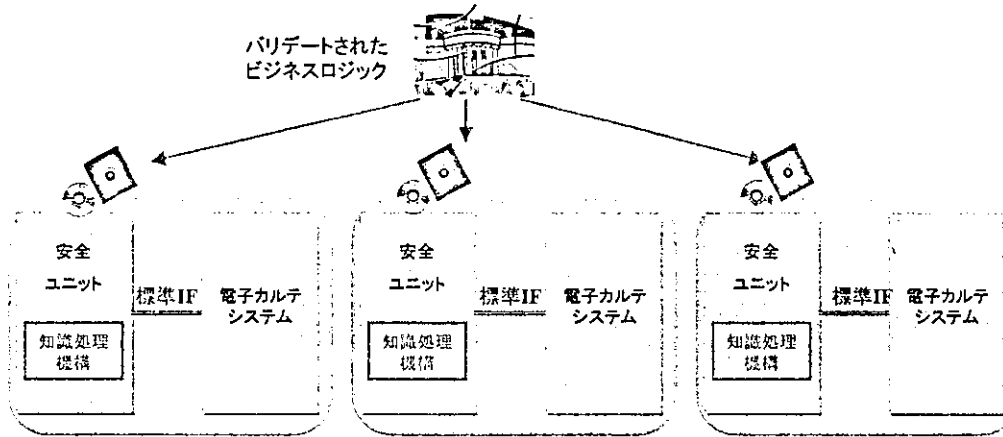 バリデートされた
ビジネスロジック
安全
ユニット
標準IF
電子カルテ
システム
知識処理
機構
安全
ユニット
標準IF
電子カルテ
システム
知識処理
機構
安全
ユニット
標準IF
電子カルテ
システム
知識処理
機構